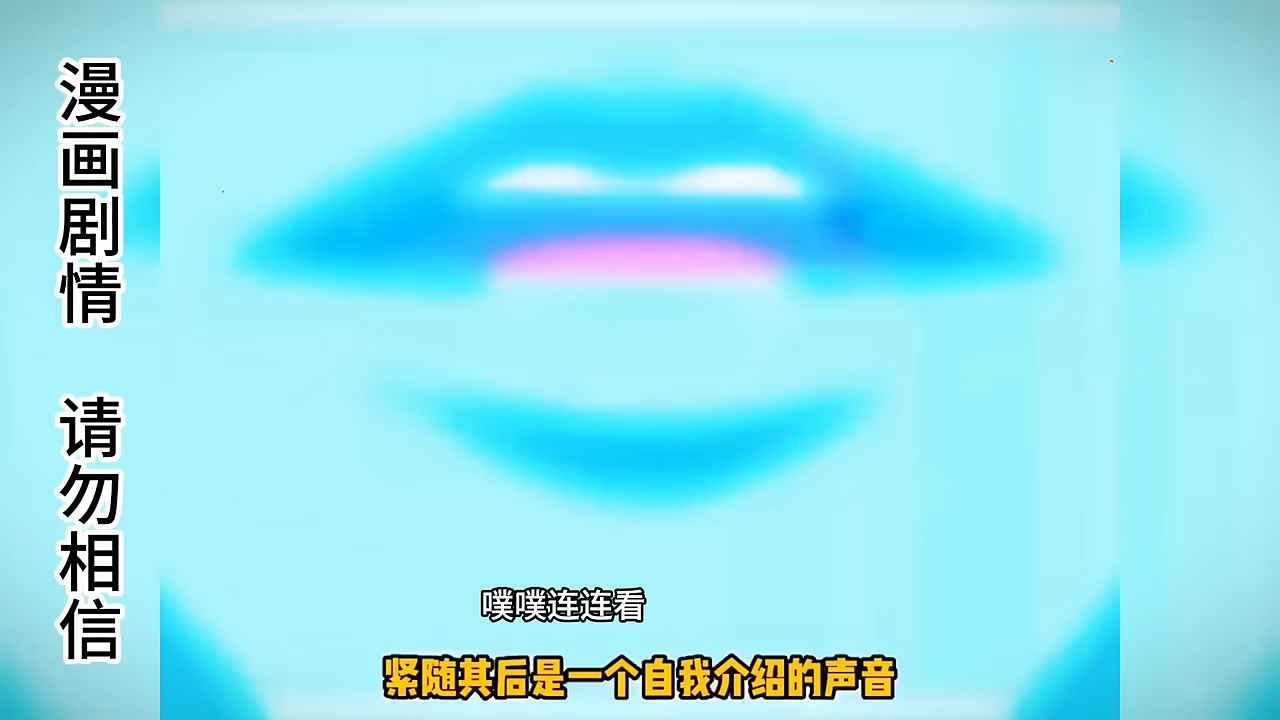 漫画剧情 请勿相信
噗噗连连看
紧随其后是一个自我介绍的声音